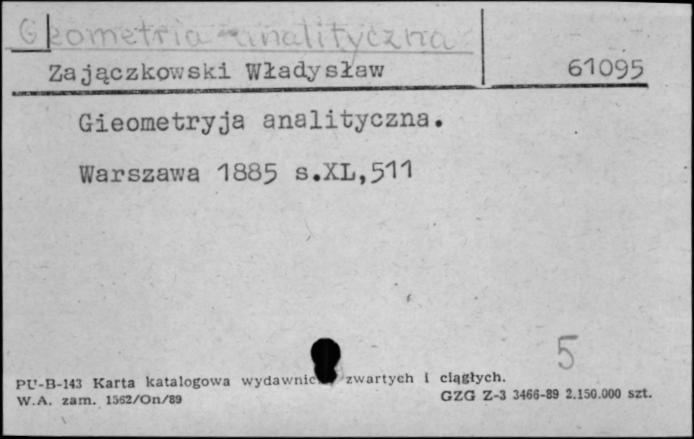 Geometria analityczna
Zajączkowski Władysław 61095
Gieometryja analityczna.
Warszawa 1885 s.XL,511
5
PU-B-143 Karta katalogowa zwartych i ciągłych.
W.A. zam. 1562/On/89 GZG Z-3 3466-89 2.150.000 szt.